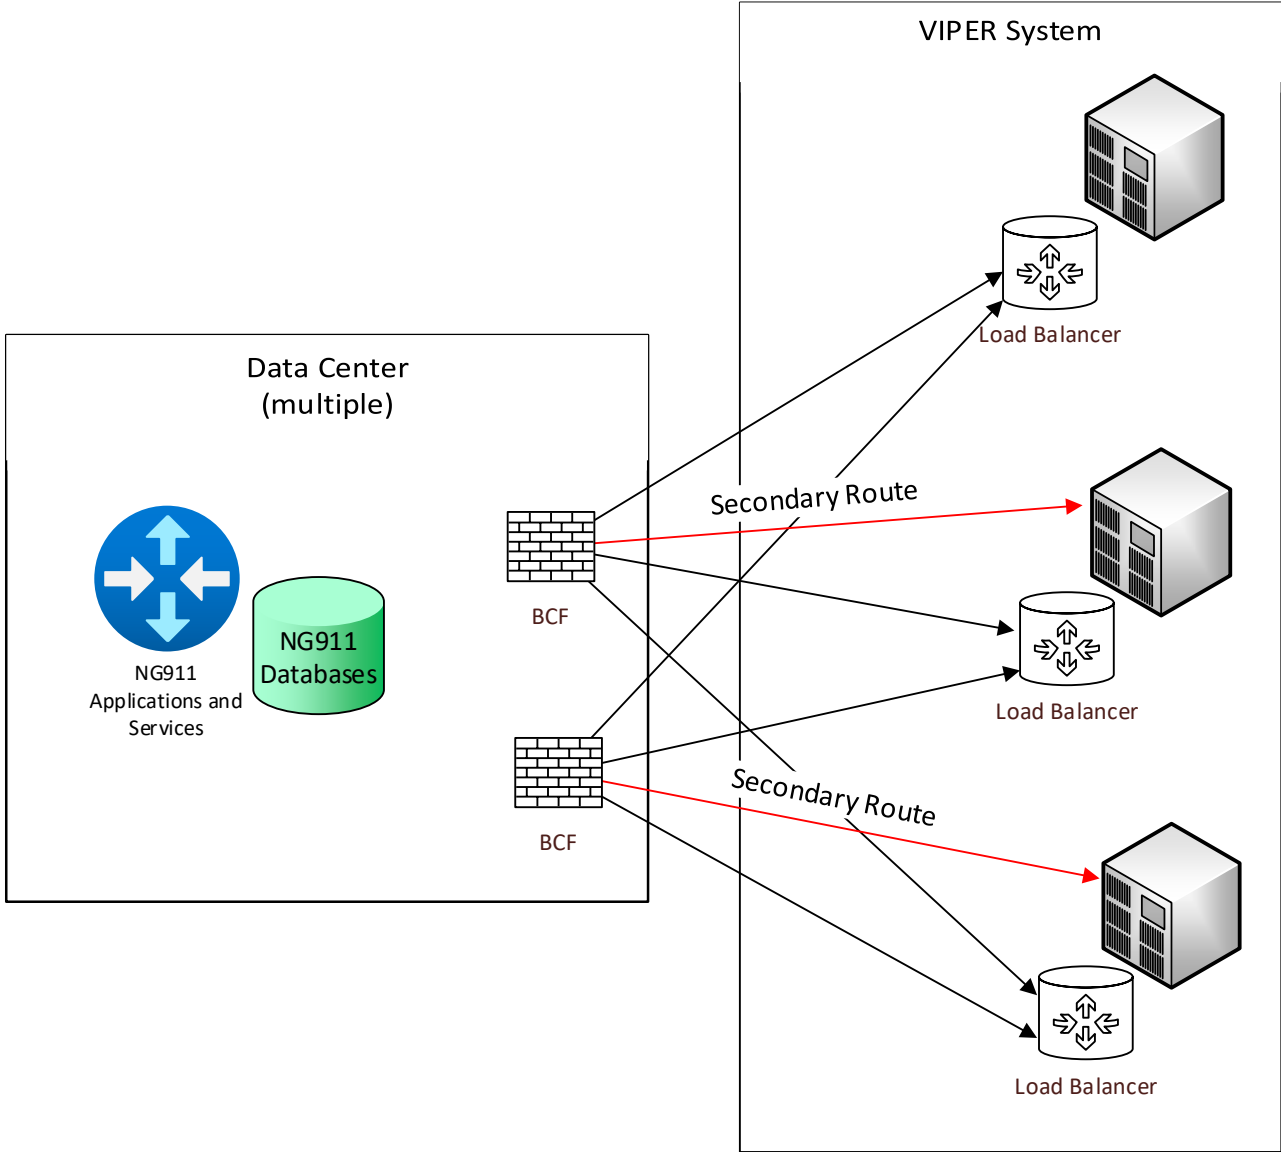 VIPER System
Load Balancer
Data Center
(multiple)
Secondary Route
BCF
NG911
Databases
NG911
Applications and
Services
Load Balancer
Secondary Route
BCF
Load Balancer